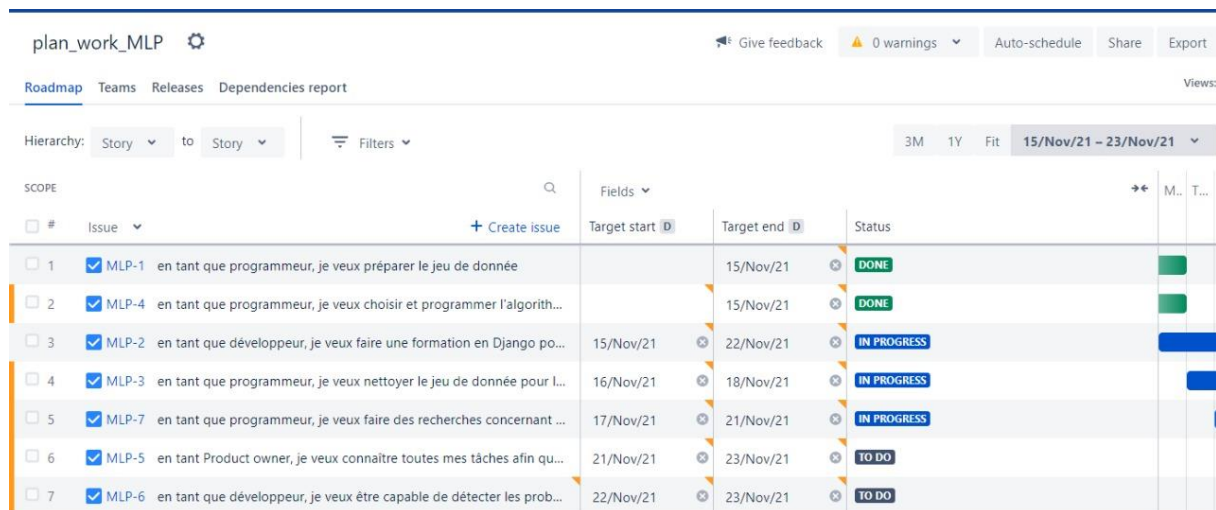 plan_work_MLP Give feedback 0 warnings Auto-schedule Share Export
Roadmap Teams Releases Dependencies report Views:
Hierarchy: Story to Story Filters 3M 1Y Fit 15/Nov/21 – 23/Nov/21
SCOPE Fields M.. T...
# Issue + Create issue Target start D Target end D Status
1 MLP-1 en tant que programmeur, je veux préparer le jeu de donnée 15/Nov/21 DONE
2 MLP-4 en tant que programmeur, je veux choisir et programmer l'algorith... 15/Nov/21 DONE
3 MLP-2 en tant que développeur, je veux faire une formation en Django po... 15/Nov/21 22/Nov/21 IN PROGRESS
4 MLP-3 en tant que programmeur, je veux nettoyer le jeu de donnée pour l... 16/Nov/21 18/Nov/21 IN PROGRESS
5 MLP-7 en tant que programmeur, je veux faire des recherches concernant ... 17/Nov/21 21/Nov/21 IN PROGRESS
6 MLP-5 en tant Product owner, je veux connaître toutes mes tâches afin qu... 21/Nov/21 23/Nov/21 TO DO
7 MLP-6 en tant que développeur, je veux être capable de détecter les prob... 22/Nov/21 23/Nov/21 TO DO